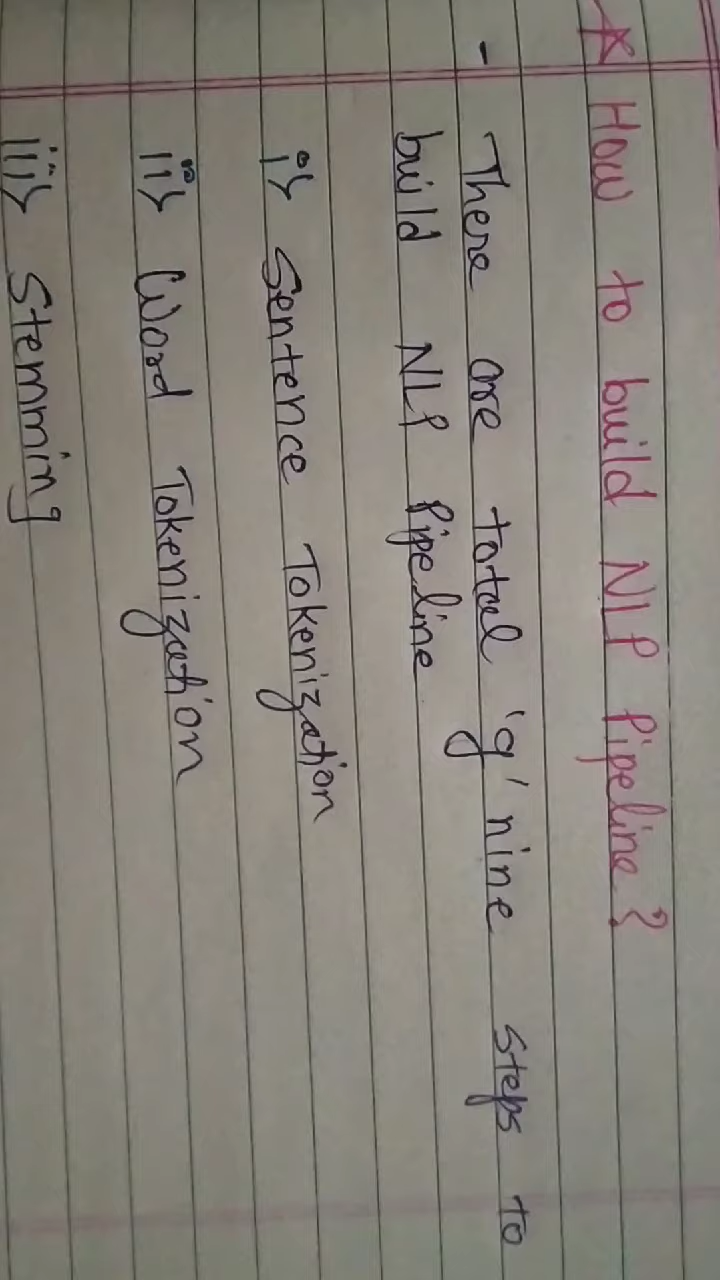 * How to build NLP Pipeline?
- There are total '9' nine steps to
build NLP Pipeline
i> Sentence Tokenization
ii> Word Tokenization
iii> Stemming